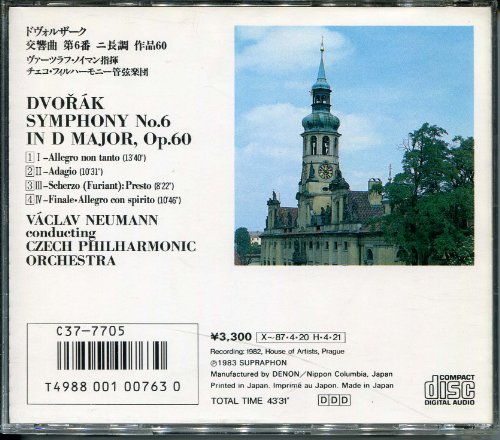 ドヴォルザーク
交響曲 第6番 ニ長調 作品60
ヴァーツラフ・ノイマン指揮
チェコ・フィルハーモニー管弦楽団
DVOŘÁK
SYMPHONY No.6
IN D MAJOR, Op.60
1 I–Allegro non tanto (13'40")
2 II–Adagio (10'31")
3 III–Scherzo (Furiant): Presto (8'22")
4 IV–Finale·Allegro con spirito (10'46")
VÁCLAV NEUMANN
conducting
CZECH PHILHARMONIC
ORCHESTRA
C37-7705
T4988 001 00763 0
¥3,300 X〜87·4·20 H·4·21
Recording: 1982, House of Artists, Prague
℗1983 SUPRAPHON
Manufactured by DENON/Nippon Columbia, Japan
Printed in Japan. Imprimé au Japan. Made in Japan.
TOTAL TIME 43'31" DDD
COMPACT
disc
DIGITAL AUDIO